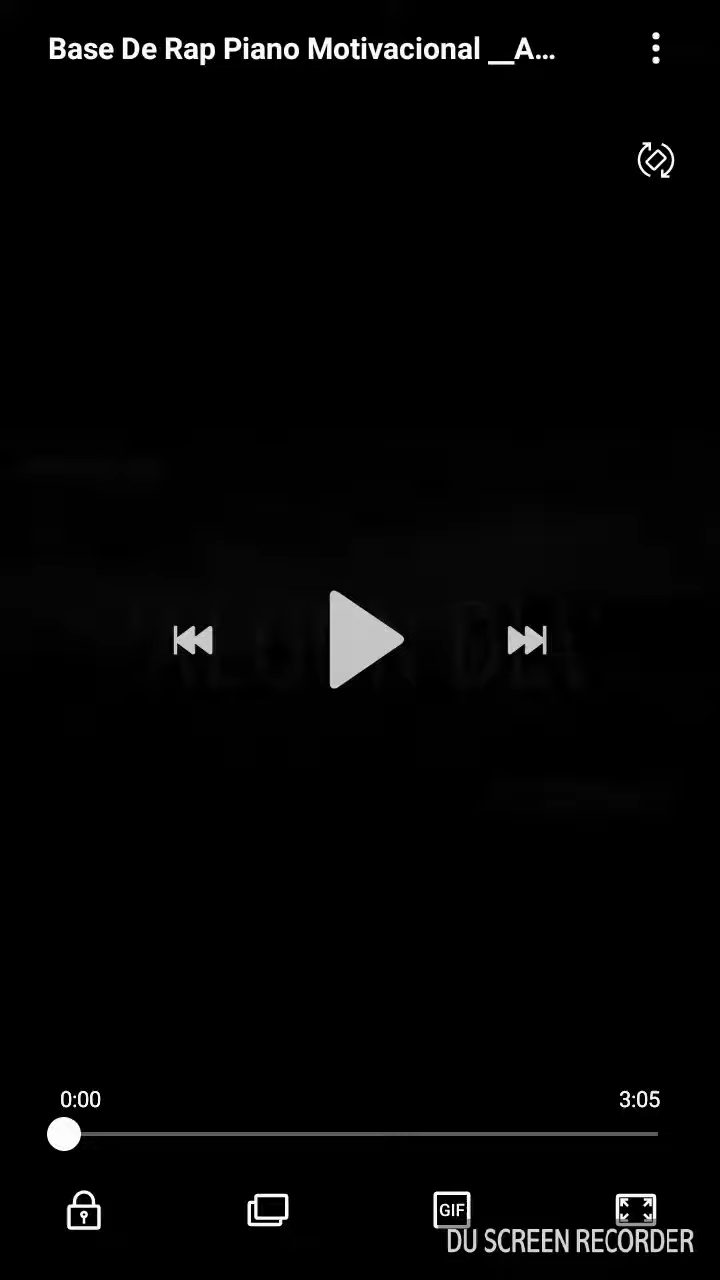 Base De Rap Piano Motivacional __A...
0:00
3:05
GIF
DU SCREEN RECORDER